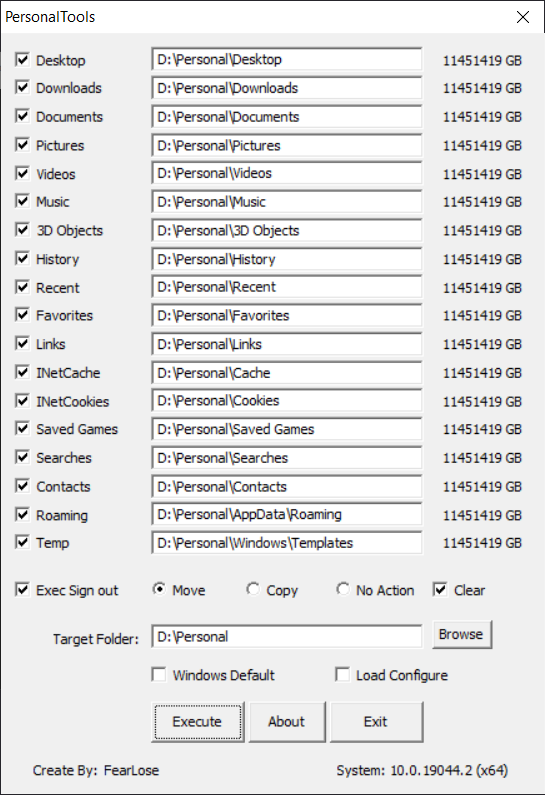 PersonalTools
Desktop D:\Personal\Desktop 11451419 GB
Downloads D:\Personal\Downloads 11451419 GB
Documents D:\Personal\Documents 11451419 GB
Pictures D:\Personal\Pictures 11451419 GB
Videos D:\Personal\Videos 11451419 GB
Music D:\Personal\Music 11451419 GB
3D Objects D:\Personal\3D Objects 11451419 GB
History D:\Personal\History 11451419 GB
Recent D:\Personal\Recent 11451419 GB
Favorites D:\Personal\Favorites 11451419 GB
Links D:\Personal\Links 11451419 GB
INetCache D:\Personal\Cache 11451419 GB
INetCookies D:\Personal\Cookies 11451419 GB
Saved Games D:\Personal\Saved Games 11451419 GB
Searches D:\Personal\Searches 11451419 GB
Contacts D:\Personal\Contacts 11451419 GB
Roaming D:\Personal\AppData\Roaming 11451419 GB
Temp D:\Personal\Windows\Templates 11451419 GB
Exec Sign out Move Copy No Action Clear
Target Folder: D:\Personal Browse
Windows Default Load Configure
Execute About Exit
Create By: FearLose System: 10.0.19044.2 (x64)